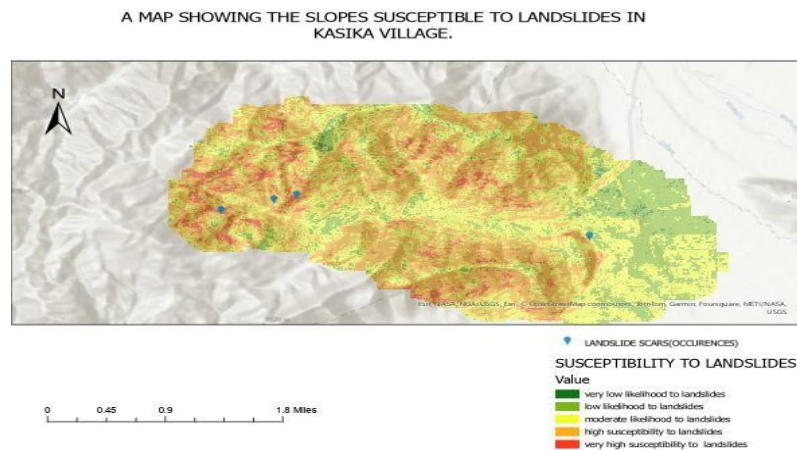 A MAP SHOWING THE SLOPES SUSCEPTIBLE TO LANDSLIDES IN
KASIKA VILLAGE.
N
Esri, NASA, NGA, USGS, Esri, © OpenStreetMap contributors, TomTom, Garmin, Foursquare, METI/NASA,
USGS
LANDSLIDE SCARS(OCCURENCES)
SUSCEPTIBILITY TO LANDSLIDES
Value
very low likelihood to landslides
low likelihood to landslides
moderate likelihood to landslides
high susceptibility to landslides
very high susceptibility to landslides
0 0.45 0.9 1.8 Miles